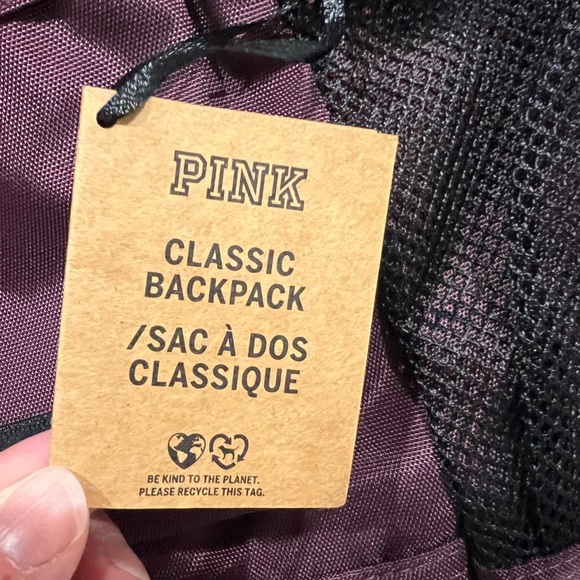 PINK
CLASSIC
BACKPACK
/SAC À DOS
CLASSIQUE
BE KIND TO THE PLANET.
PLEASE RECYCLE THIS TAG.